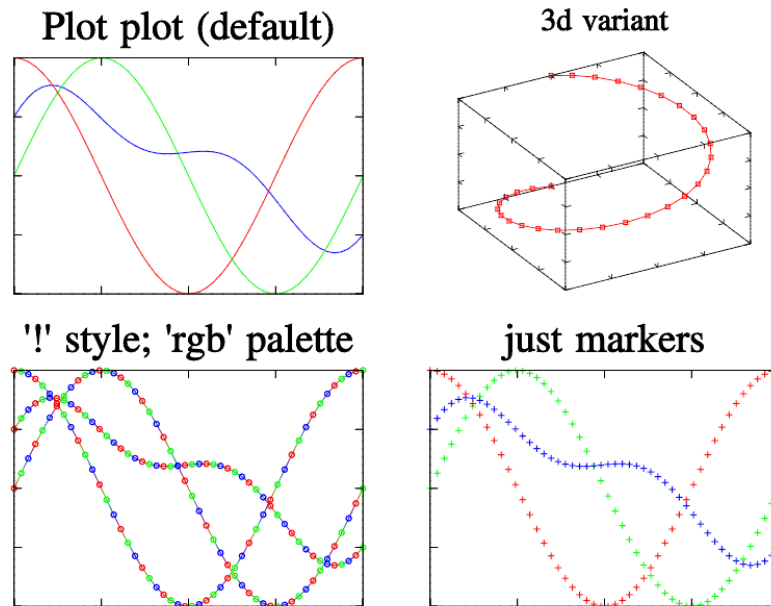 Plot plot (default)
3d variant
'!' style; 'rgb' palette
just markers